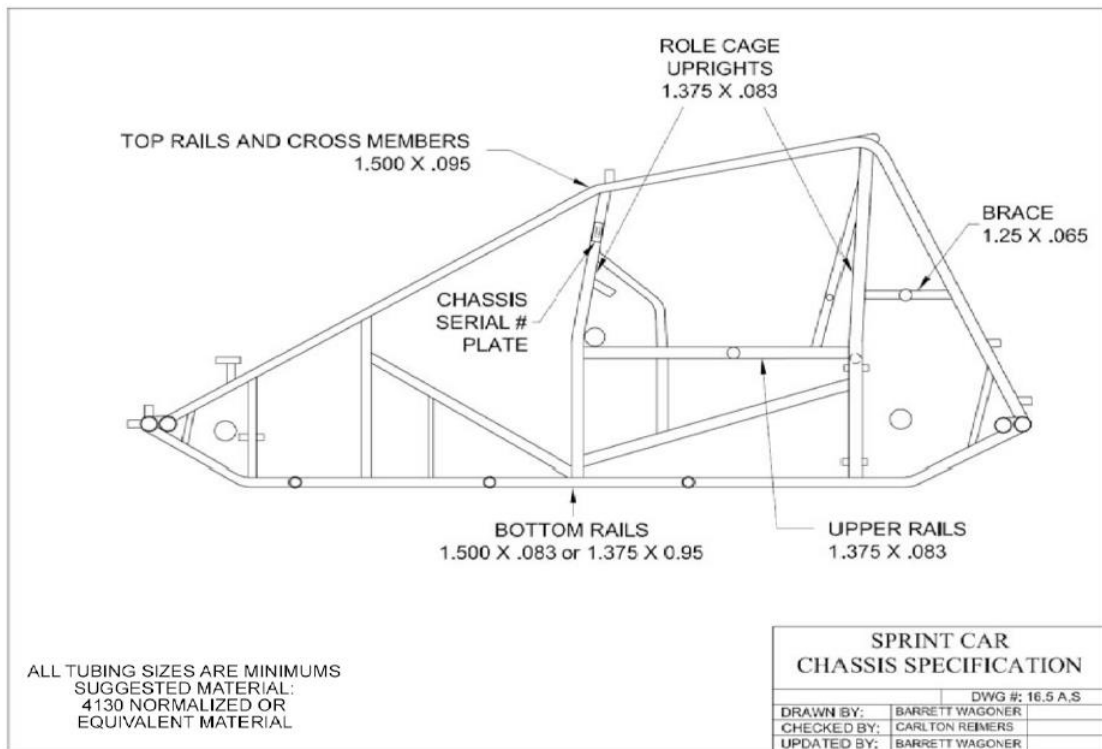 ROLE CAGE
UPRIGHTS
1.375 X .083
TOP RAILS AND CROSS MEMBERS
1.500 X .095
BRACE
1.25 X .065
CHASSIS
SERIAL #
PLATE
BOTTOM RAILS
1.500 X .083 or 1.375 X 0.95
UPPER RAILS
1.375 X .083
ALL TUBING SIZES ARE MINIMUMS
SUGGESTED MATERIAL:
4130 NORMALIZED OR
EQUIVALENT MATERIAL
SPRINT CAR
CHASSIS SPECIFICATION
DWG #: 16.5 A,S
DRAWN BY: BARRETT WAGONER
CHECKED BY: CARLTON REIMERS
UPDATED BY: BARRETT WAGONER